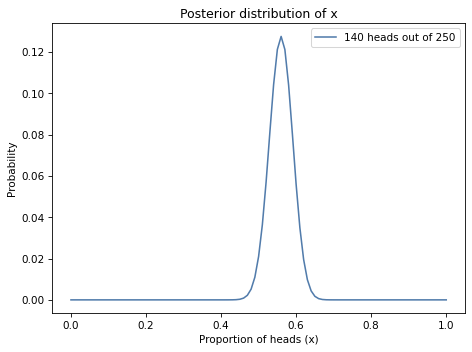 Posterior distribution of x
140 heads out of 250
Probability
0.12
0.10
0.08
0.06
0.04
0.02
0.00
0.0 0.2 0.4 0.6 0.8 1.0
Proportion of heads (x)